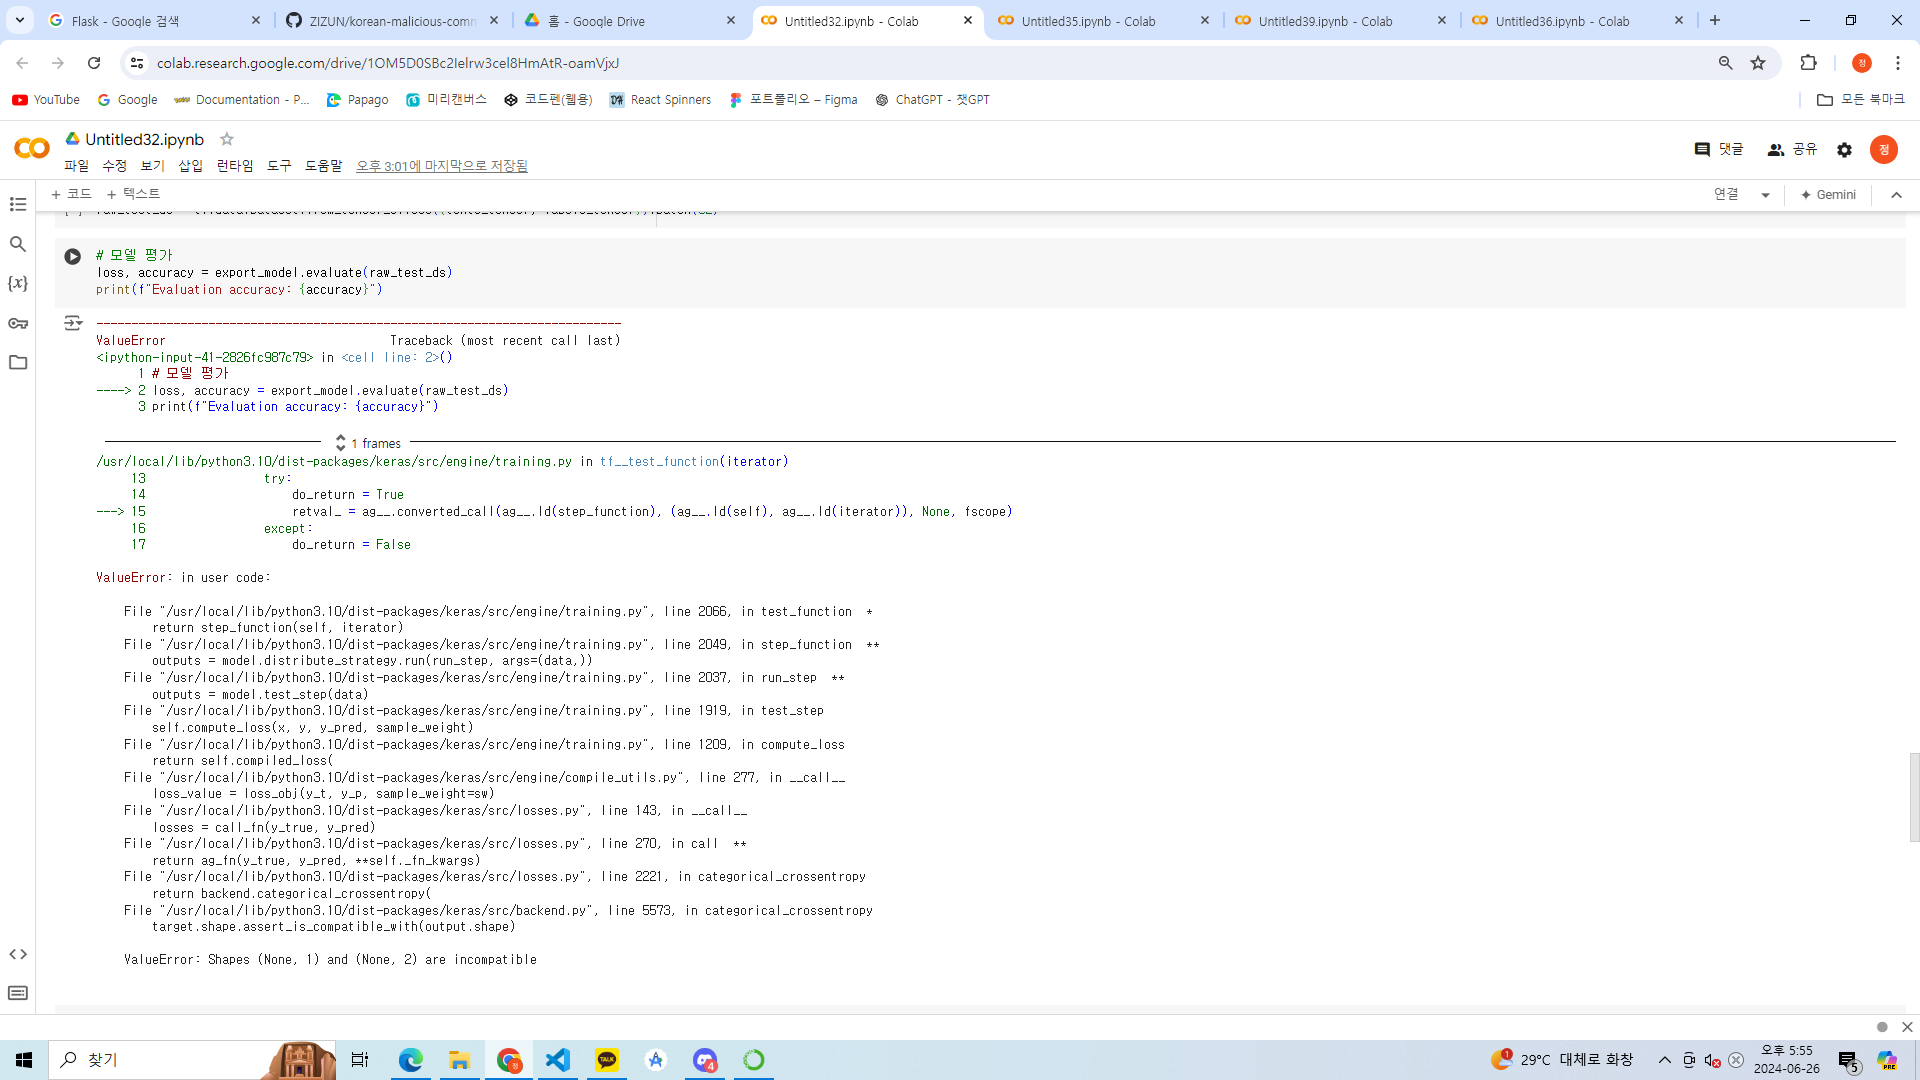 Flask - Google 검색
ZIZUN/korean-malicious-comm
홈 - Google Drive
Untitled32.ipynb - Colab
Untitled35.ipynb - Colab
Untitled39.ipynb - Colab
Untitled36.ipynb - Colab
colab.research.google.com/drive/1OM5D0SBc2Ielrw3cel8HmAtR-oamVjxJ
정
YouTube
Google
Documentation - P...
Papago
미리캔버스
코드펜(웹용)
React Spinners
포트폴리오 – Figma
ChatGPT - 챗GPT
모든 북마크
Untitled32.ipynb
파일 수정 보기 삽입 런타임 도구 도움말 오후 3:01에 마지막으로 저장됨
댓글
공유
정
+ 코드 + 텍스트
연결
Gemini
# 모델 평가
loss, accuracy = export_model.evaluate(raw_test_ds)
print(f"Evaluation accuracy: {accuracy}")
---------------------------------------------------------------------------
ValueError                                Traceback (most recent call last)
<ipython-input-41-2826fc987c79> in <cell line: 2>()
      1 # 모델 평가
----> 2 loss, accuracy = export_model.evaluate(raw_test_ds)
      3 print(f"Evaluation accuracy: {accuracy}")
1 frames
/usr/local/lib/python3.10/dist-packages/keras/src/engine/training.py in tf__test_function(iterator)
     13                 try:
     14                     do_return = True
---> 15                     retval_ = ag__.converted_call(ag__.ld(step_function), (ag__.ld(self), ag__.ld(iterator)), None, fscope)
     16                 except:
     17                     do_return = False
ValueError: in user code:
    File "/usr/local/lib/python3.10/dist-packages/keras/src/engine/training.py", line 2066, in test_function  *
        return step_function(self, iterator)
    File "/usr/local/lib/python3.10/dist-packages/keras/src/engine/training.py", line 2049, in step_function  **
        outputs = model.distribute_strategy.run(run_step, args=(data,))
    File "/usr/local/lib/python3.10/dist-packages/keras/src/engine/training.py", line 2037, in run_step  **
        outputs = model.test_step(data)
    File "/usr/local/lib/python3.10/dist-packages/keras/src/engine/training.py", line 1919, in test_step
        self.compute_loss(x, y, y_pred, sample_weight)
    File "/usr/local/lib/python3.10/dist-packages/keras/src/engine/training.py", line 1209, in compute_loss
        return self.compiled_loss(
    File "/usr/local/lib/python3.10/dist-packages/keras/src/engine/compile_utils.py", line 277, in __call__
        loss_value = loss_obj(y_t, y_p, sample_weight=sw)
    File "/usr/local/lib/python3.10/dist-packages/keras/src/losses.py", line 143, in __call__
        losses = call_fn(y_true, y_pred)
    File "/usr/local/lib/python3.10/dist-packages/keras/src/losses.py", line 270, in call  **
        return ag_fn(y_true, y_pred, **self._fn_kwargs)
    File "/usr/local/lib/python3.10/dist-packages/keras/src/losses.py", line 2221, in categorical_crossentropy
        return backend.categorical_crossentropy(
    File "/usr/local/lib/python3.10/dist-packages/keras/src/backend.py", line 5573, in categorical_crossentropy
        target.shape.assert_is_compatible_with(output.shape)
    ValueError: Shapes (None, 1) and (None, 2) are incompatible
찾기
TALK
4
1
29°C 대체로 화창
오후 5:55
2024-06-26
5
PRE